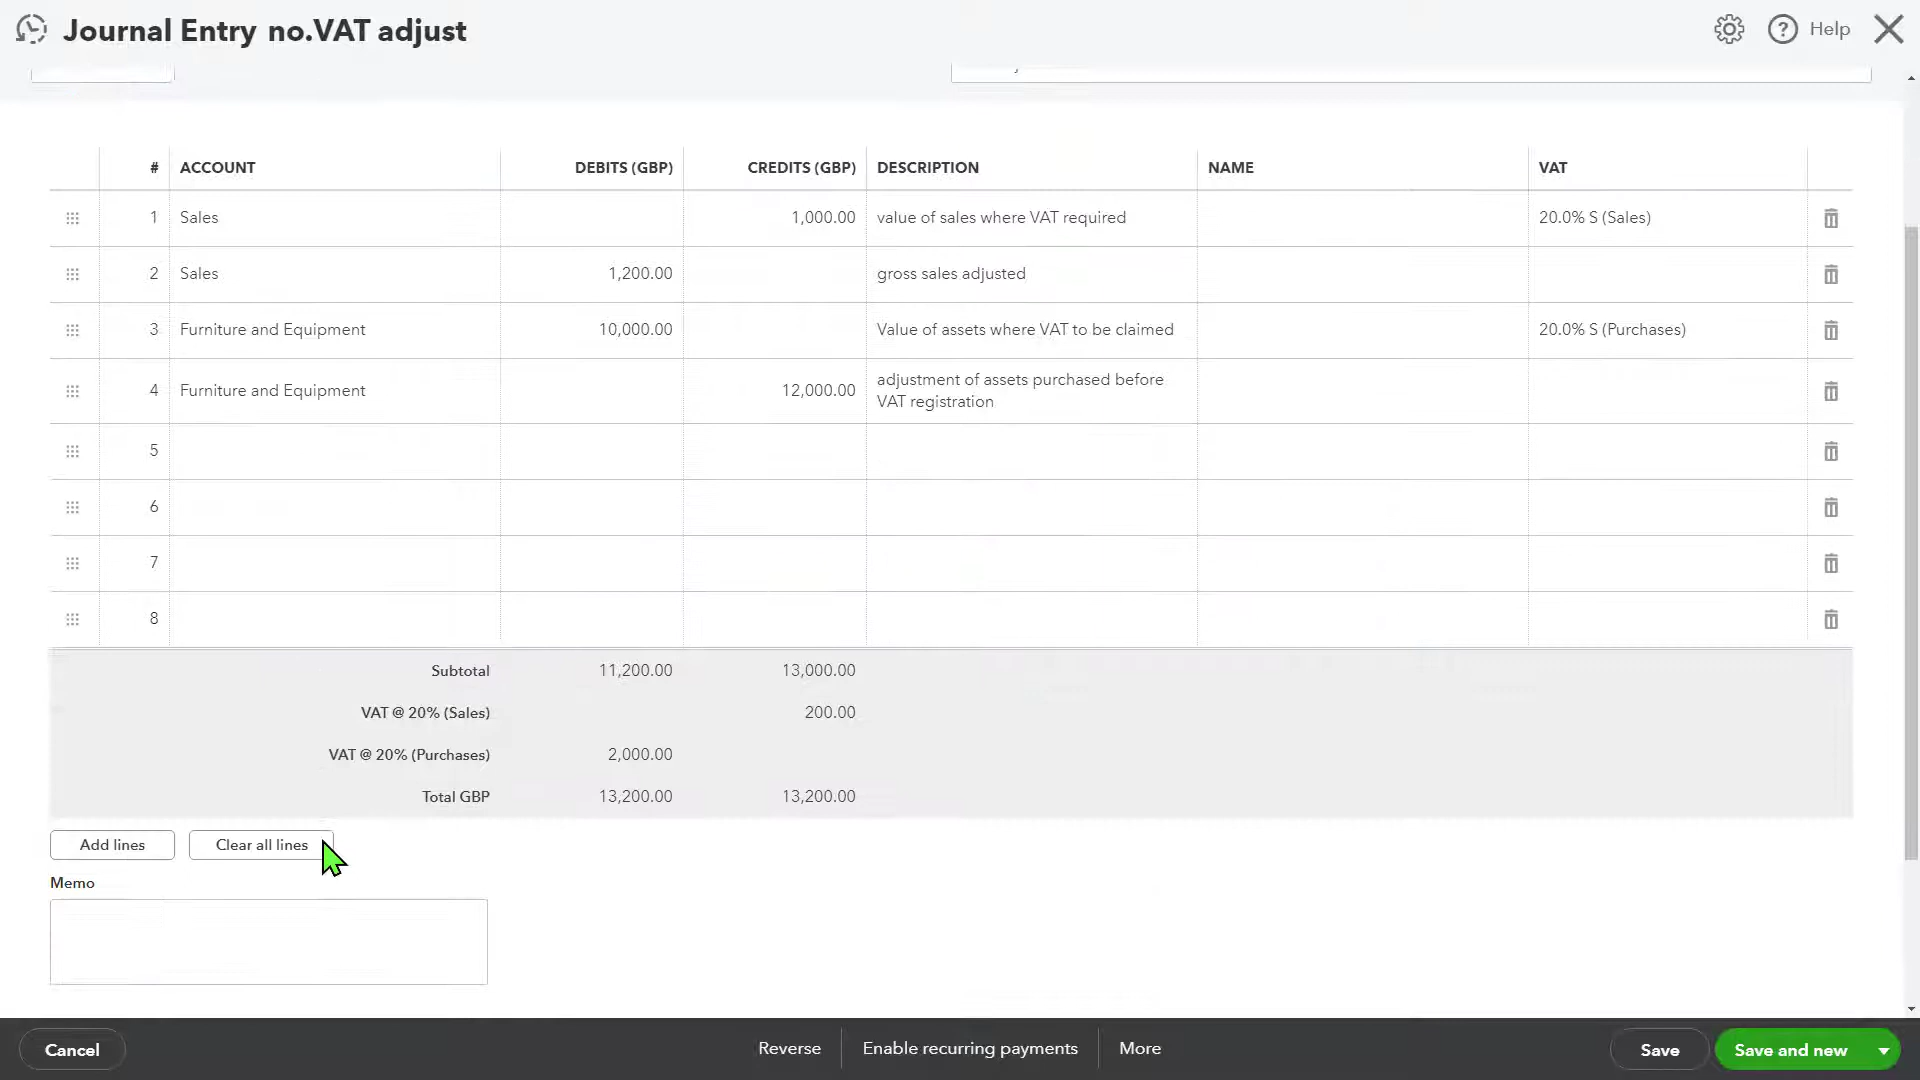 Journal Entry no.VAT adjust
Help
# ACCOUNT DEBITS (GBP) CREDITS (GBP) DESCRIPTION NAME VAT
1 Sales 1,000.00 value of sales where VAT required 20.0% S (Sales)
2 Sales 1,200.00 gross sales adjusted
3 Furniture and Equipment 10,000.00 Value of assets where VAT to be claimed 20.0% S (Purchases)
4 Furniture and Equipment 12,000.00 adjustment of assets purchased before
VAT registration
5
6
7
8
Subtotal 11,200.00 13,000.00
VAT @ 20% (Sales) 200.00
VAT @ 20% (Purchases) 2,000.00
Total GBP 13,200.00 13,200.00
Add lines Clear all lines
Memo
Cancel Reverse Enable recurring payments More Save Save and new